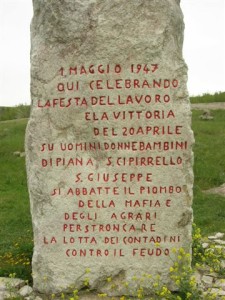 1 MAGGIO 1947
QUI CELEBRANDO
LA FESTA DEL LAVORO
E LA VITTORIA
DEL 20 APRILE
SU UOMINI DONNE BAMBINI
DI PIANA, S. CIPIRRELLO
S. GIUSEPPE
SI ABBATTE IL PIOMBO
DELLA MAFIA E
DEGLI AGRARI
PER STRONCARE
LA LOTTA DEI CONTADINI
CONTRO IL FEUDO